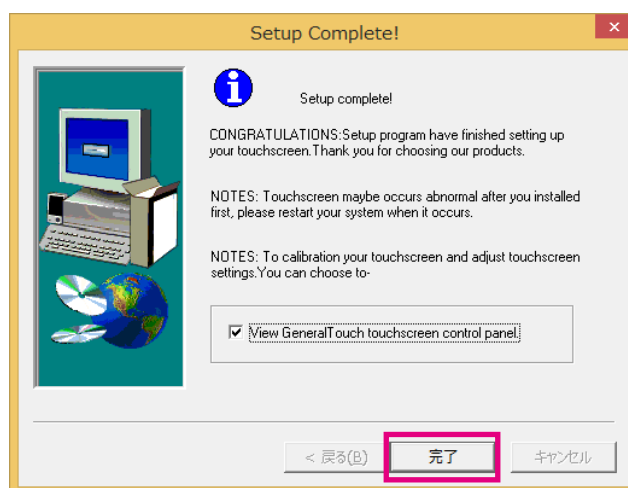 Setup Complete!
Setup complete!
CONGRATULATIONS:Setup program have finished setting up
your touchscreen.Thank you for choosing our products.
NOTES: Touchscreen maybe occurs abnormal after you installed
first, please restart your system when it occurs.
NOTES: To calibration your touchscreen and adjust touchscreen
settings.You can choose to-
View GeneralTouch touchscreen control panel.
< 戻る(B)
完了
キャンセル